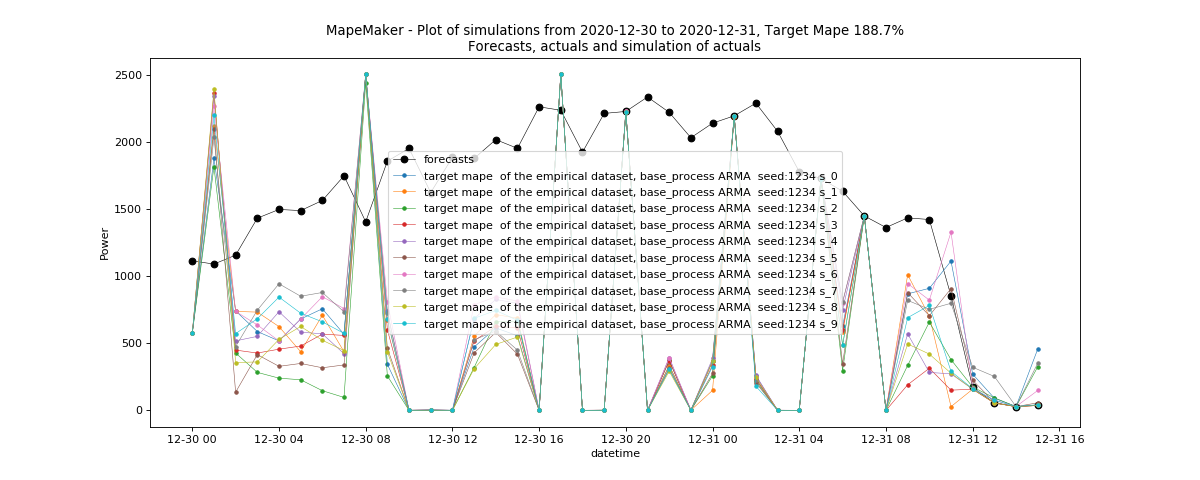 MapeMaker - Plot of simulations from 2020-12-30 to 2020-12-31, Target Mape 188.7%
Forecasts, actuals and simulation of actuals
2500
2000
1500
1000
500
0
Power
forecasts
target mape  of the empirical dataset, base_process ARMA  seed:1234 s_0
target mape  of the empirical dataset, base_process ARMA  seed:1234 s_1
target mape  of the empirical dataset, base_process ARMA  seed:1234 s_2
target mape  of the empirical dataset, base_process ARMA  seed:1234 s_3
target mape  of the empirical dataset, base_process ARMA  seed:1234 s_4
target mape  of the empirical dataset, base_process ARMA  seed:1234 s_5
target mape  of the empirical dataset, base_process ARMA  seed:1234 s_6
target mape  of the empirical dataset, base_process ARMA  seed:1234 s_7
target mape  of the empirical dataset, base_process ARMA  seed:1234 s_8
target mape  of the empirical dataset, base_process ARMA  seed:1234 s_9
12-30 00 12-30 04 12-30 08 12-30 12 12-30 16 12-30 20 12-31 00 12-31 04 12-31 08 12-31 12 12-31 16
datetime